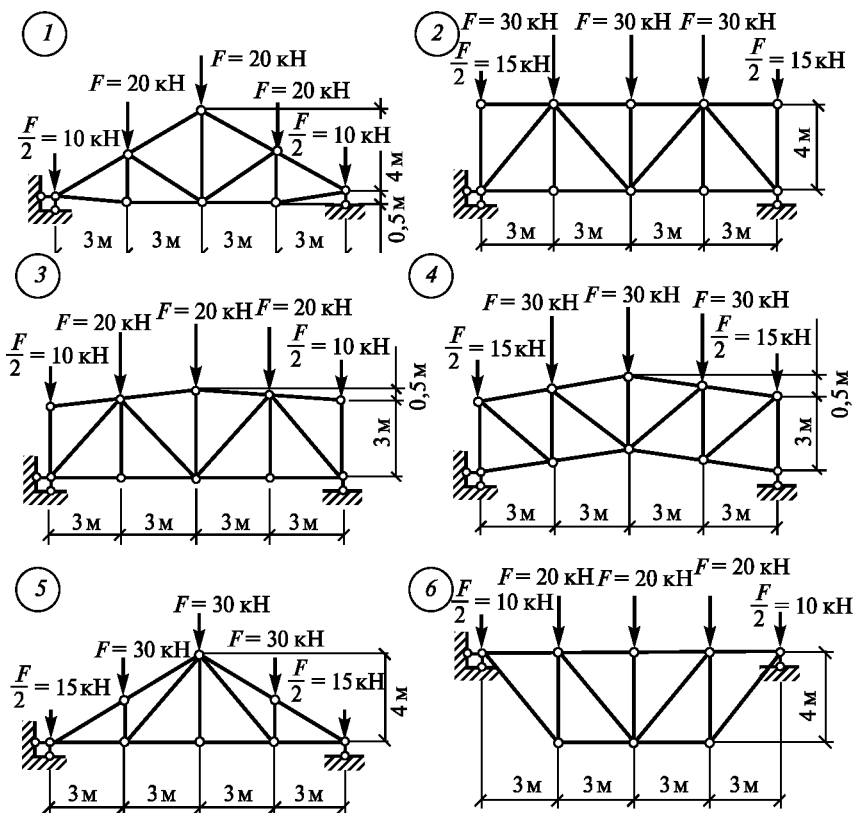 1
F = 20 кН
F = 20 кН
F = 20 кН
F/2 = 10 кН
F/2 = 10 кН
4 м
0,5 м
3 м 3 м 3 м 3 м
2
F = 30 кН F = 30 кН F = 30 кН
F/2 = 15 кН
F/2 = 15 кН
4 м
3 м 3 м 3 м 3 м
3
F = 20 кН F = 20 кН F = 20 кН
F/2 = 10 кН
F/2 = 10 кН
0,5 м
3 м
3 м 3 м 3 м 3 м
4
F = 30 кН F = 30 кН F = 30 кН
F/2 = 15 кН
F/2 = 15 кН
0,5 м
3 м
3 м 3 м 3 м 3 м
5
F = 30 кН
F = 30 кН F = 30 кН
F/2 = 15 кН
F/2 = 15 кН
4 м
3 м 3 м 3 м 3 м
6
F = 20 кН F = 20 кН F = 20 кН
F/2 = 10 кН
F/2 = 10 кН
4 м
3 м 3 м 3 м 3 м